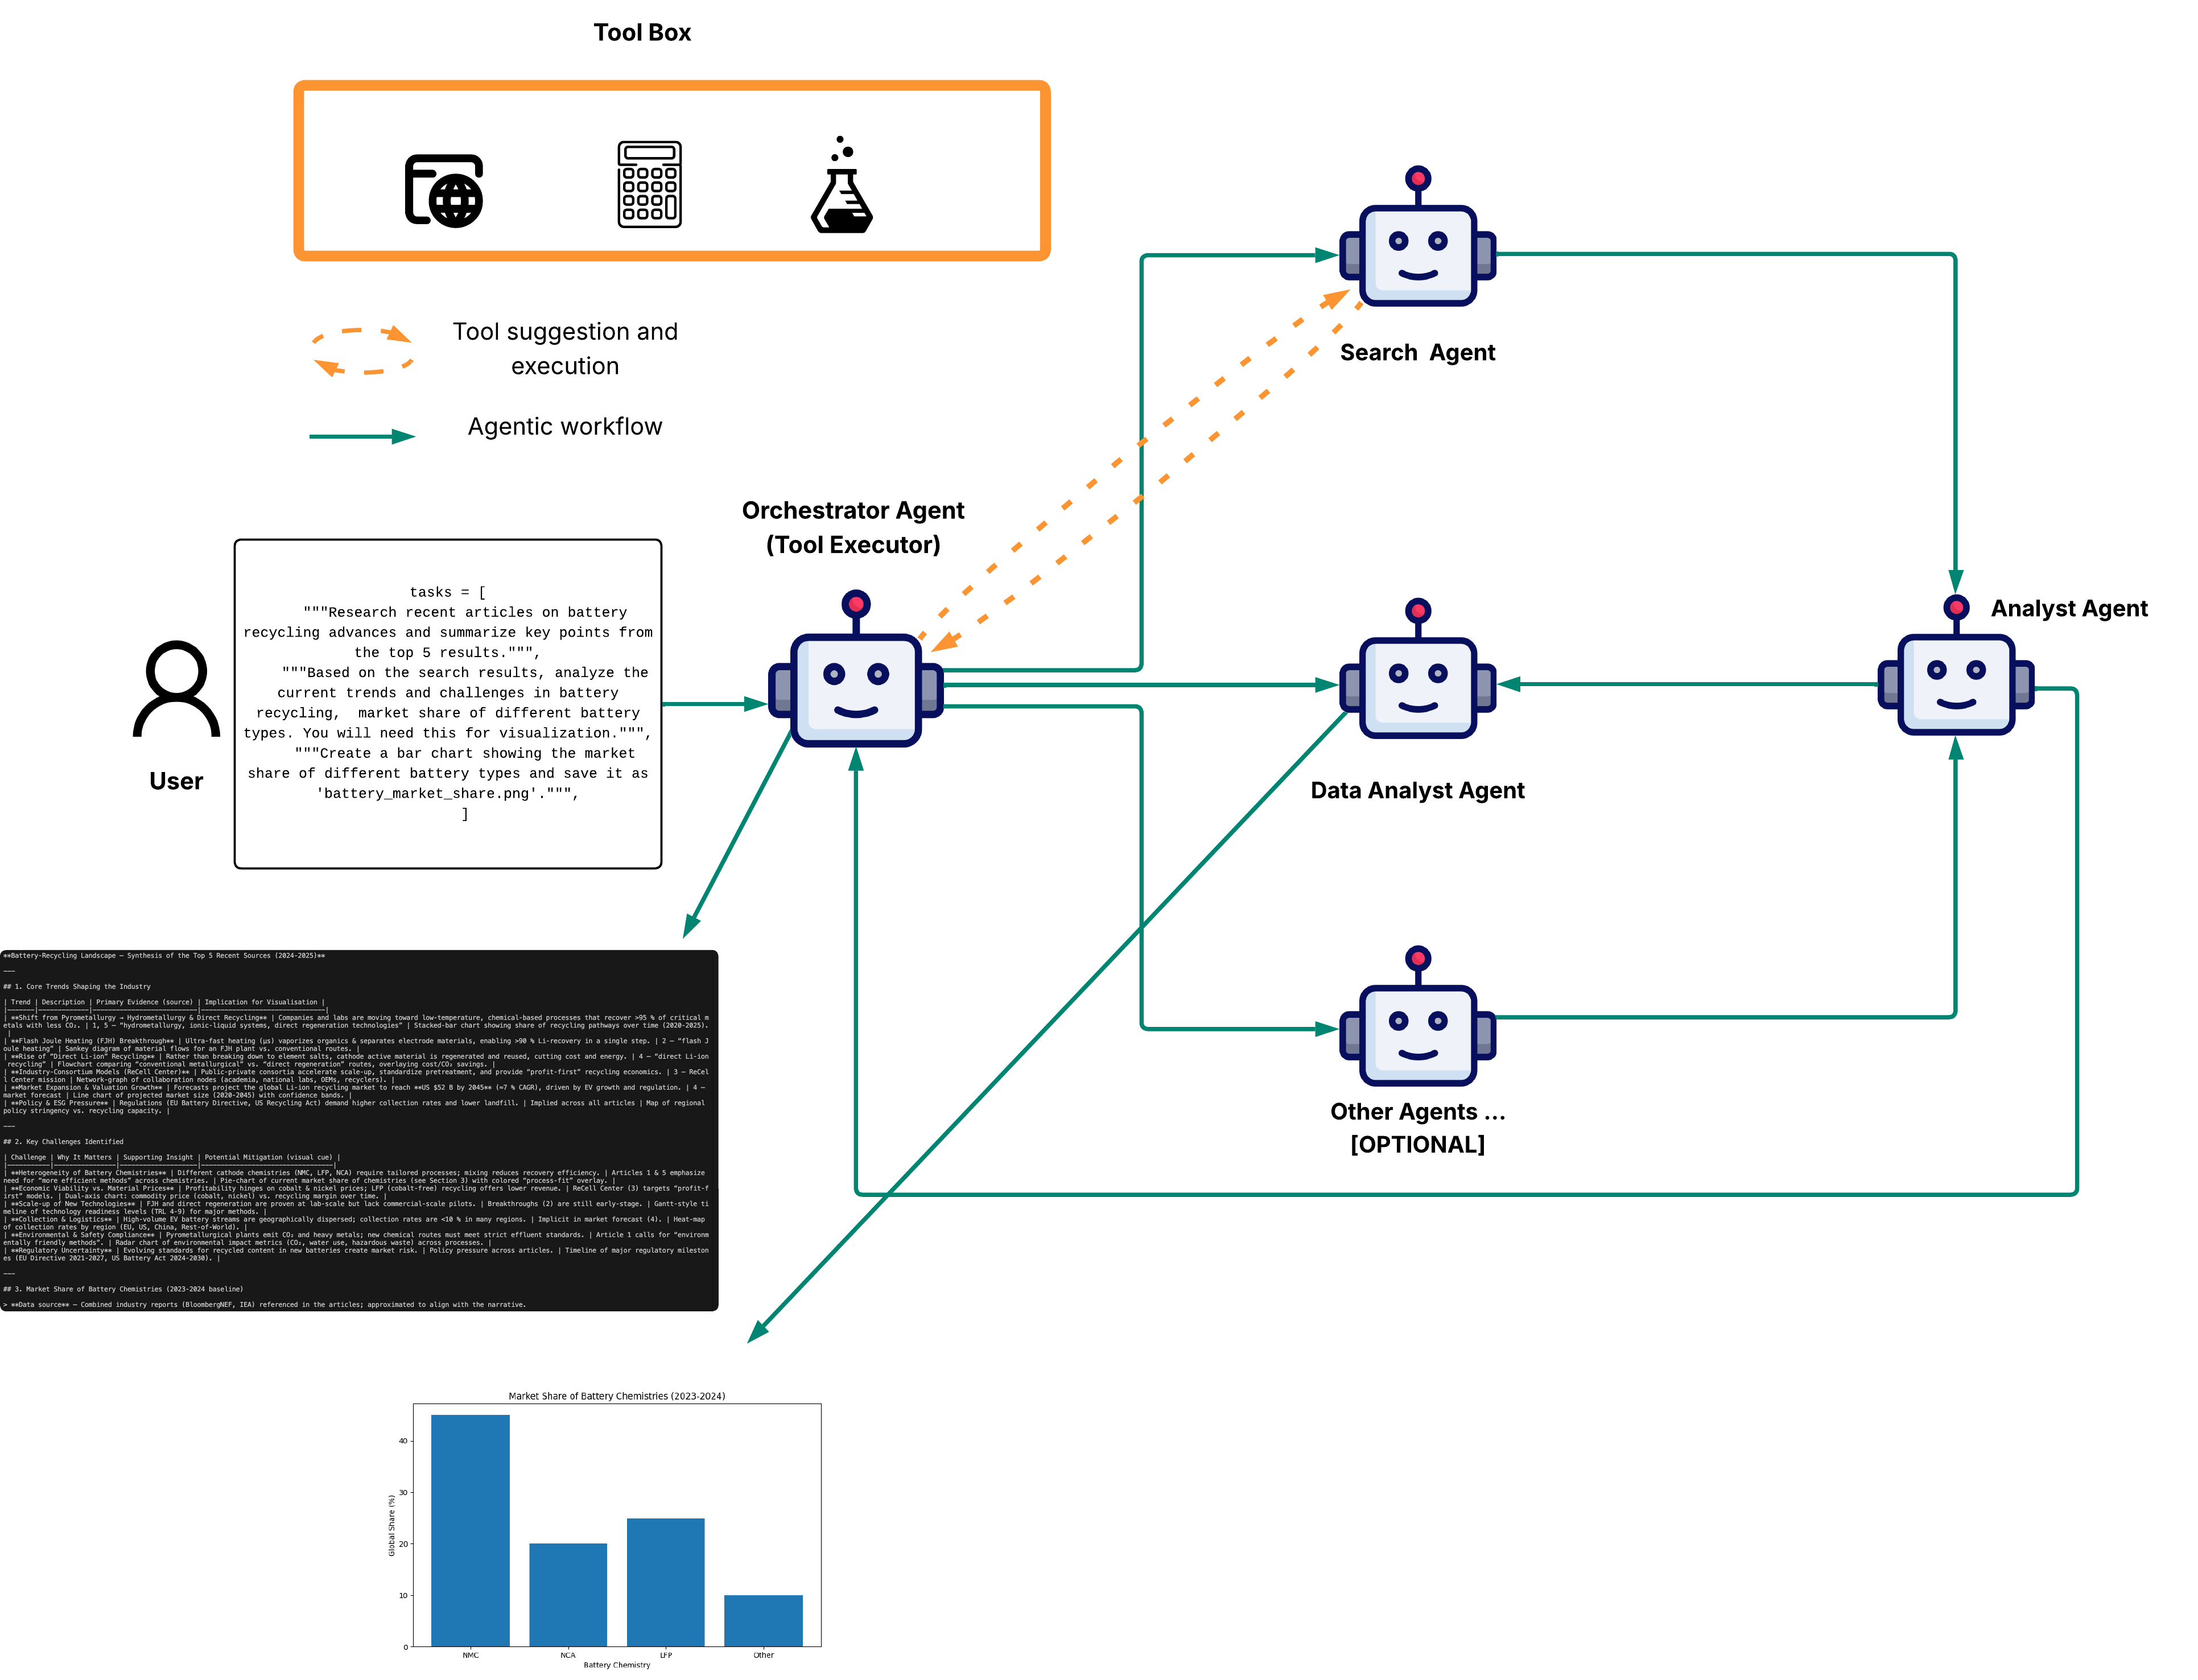 Tool Box
Tool suggestion and
execution
Agentic workflow
Search  Agent
Orchestrator Agent
(Tool Executor)
tasks = [
"""Research recent articles on battery
recycling advances and summarize key points from
the top 5 results.""",
"""Based on the search results, analyze the
current trends and challenges in battery
recycling,  market share of different battery
types. You will need this for visualization.""",
"""Create a bar chart showing the market
share of different battery types and save it as
'battery_market_share.png'.""",
]
User
Analyst Agent
Data Analyst Agent
Other Agents ...
[OPTIONAL]
**Battery-Recycling Landscape – Synthesis of the Top 5 Recent Sources (2024-2025)**
---
## 1. Core Trends Shaping the Industry
| Trend | Description | Primary Evidence (source) | Implication for Visualisation |
|-------|-------------|---------------------------|-------------------------------|
| **Shift from Pyrometallurgy → Hydrometallurgy & Direct Recycling** | Companies and labs are moving toward low-temperature, chemical-based processes that recover >95 % of critical m
etals with less CO₂. | 1, 5 – “hydrometallurgy, ionic-liquid systems, direct regeneration technologies” | Stacked-bar chart showing share of recycling pathways over time (2020-2025).
|
| **Flash Joule Heating (FJH) Breakthrough** | Ultra-fast heating (µs) vaporizes organics & separates electrode materials, enabling >90 % Li-recovery in a single step. | 2 – “flash J
oule heating” | Sankey diagram of material flows for an FJH plant vs. conventional routes. |
| **Rise of “Direct Li-ion” Recycling** | Rather than breaking down to element salts, cathode active material is regenerated and reused, cutting cost and energy. | 4 – “direct Li-ion
recycling” | Flowchart comparing “conventional metallurgical” vs. “direct regeneration” routes, overlaying cost/CO₂ savings. |
| **Industry-Consortium Models (ReCell Center)** | Public-private consortia accelerate scale-up, standardize pretreatment, and provide “profit-first” recycling economics. | 3 – ReCel
l Center mission | Network-graph of collaboration nodes (academia, national labs, OEMs, recyclers). |
| **Market Expansion & Valuation Growth** | Forecasts project the global Li-ion recycling market to reach **US $52 B by 2045** (≈7 % CAGR), driven by EV growth and regulation. | 4 –
market forecast | Line chart of projected market size (2020-2045) with confidence bands. |
| **Policy & ESG Pressure** | Regulations (EU Battery Directive, US Recycling Act) demand higher collection rates and lower landfill. | Implied across all articles | Map of regional
policy stringency vs. recycling capacity. |
---
## 2. Key Challenges Identified
| Challenge | Why It Matters | Supporting Insight | Potential Mitigation (visual cue) |
|-----------|----------------|--------------------|-----------------------------------|
| **Heterogeneity of Battery Chemistries** | Different cathode chemistries (NMC, LFP, NCA) require tailored processes; mixing reduces recovery efficiency. | Articles 1 & 5 emphasize
need for “more efficient methods” across chemistries. | Pie-chart of current market share of chemistries (see Section 3) with colored “process-fit” overlay. |
| **Economic Viability vs. Material Prices** | Profitability hinges on cobalt & nickel prices; LFP (cobalt-free) recycling offers lower revenue. | ReCell Center (3) targets “profit-f
irst” models. | Dual-axis chart: commodity price (cobalt, nickel) vs. recycling margin over time. |
| **Scale-up of New Technologies** | FJH and direct regeneration are proven at lab-scale but lack commercial-scale pilots. | Breakthroughs (2) are still early-stage. | Gantt-style ti
meline of technology readiness levels (TRL 4-9) for major methods. |
| **Collection & Logistics** | High-volume EV battery streams are geographically dispersed; collection rates are <10 % in many regions. | Implicit in market forecast (4). | Heat-map
of collection rates by region (EU, US, China, Rest-of-World). |
| **Environmental & Safety Compliance** | Pyrometallurgical plants emit CO₂ and heavy metals; new chemical routes must meet strict effluent standards. | Article 1 calls for “environm
entally friendly methods”. | Radar chart of environmental impact metrics (CO₂, water use, hazardous waste) across processes. |
| **Regulatory Uncertainty** | Evolving standards for recycled content in new batteries create market risk. | Policy pressure across articles. | Timeline of major regulatory mileston
es (EU Directive 2021-2027, US Battery Act 2024-2030). |
---
## 3. Market Share of Battery Chemistries (2023-2024 baseline)
> **Data source** – Combined industry reports (BloombergNEF, IEA) referenced in the articles; approximated to align with the narrative.
Market Share of Battery Chemistries (2023-2024)
Global Share (%)
40
30
20
10
0
NMC
NCA
LFP
Other
Battery Chemistry